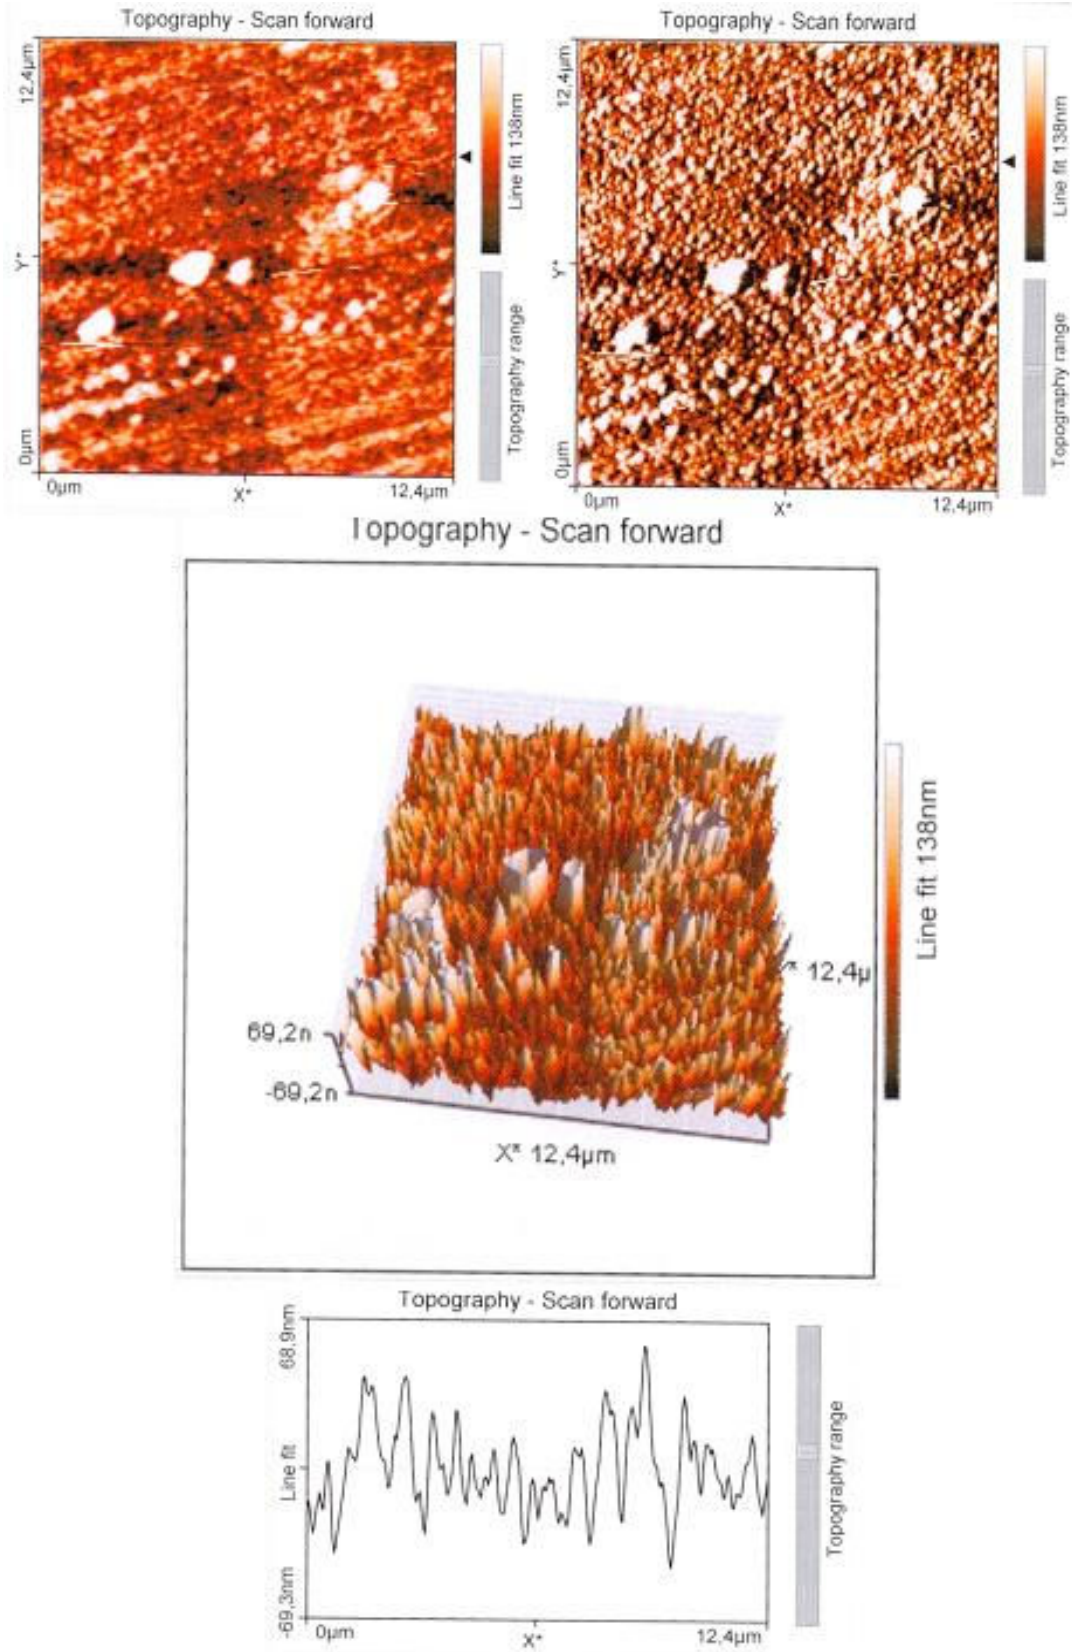 Topography - Scan forward
12,4µm
Y*
0µm
0µm
X*
12,4µm
Line fit 138nm
Topography range
Topography - Scan forward
12,4µm
Y*
0µm
0µm
X*
12,4µm
Line fit 138nm
Topography range
Topography - Scan forward
69,2n
-69,2n
X* 12,4µm
* 12,4µ
Line fit 138nm
Topography - Scan forward
68,9nm
Line fit
-69,3nm
0µm
X*
12,4µm
Topography range